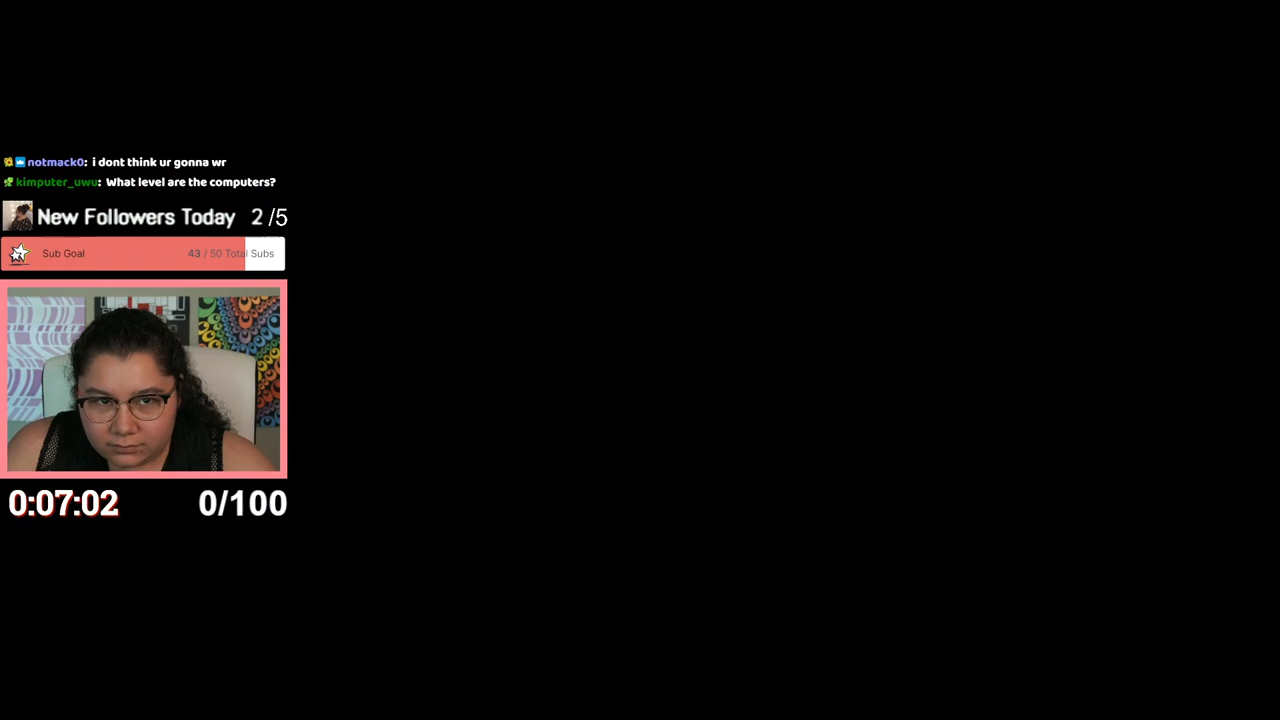 notmack0: i dont think ur gonna wr
kimputer_uwu: What level are the computers?
New Followers Today 2 /5
Sub Goal 43 / 50 Total Subs
0:07:02 0/100